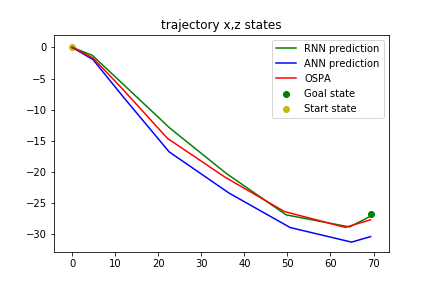 trajectory x,z states
RNN prediction
ANN prediction
OSPA
Goal state
Start state
0
−5
−10
−15
−20
−25
−30
0 10 20 30 40 50 60 70